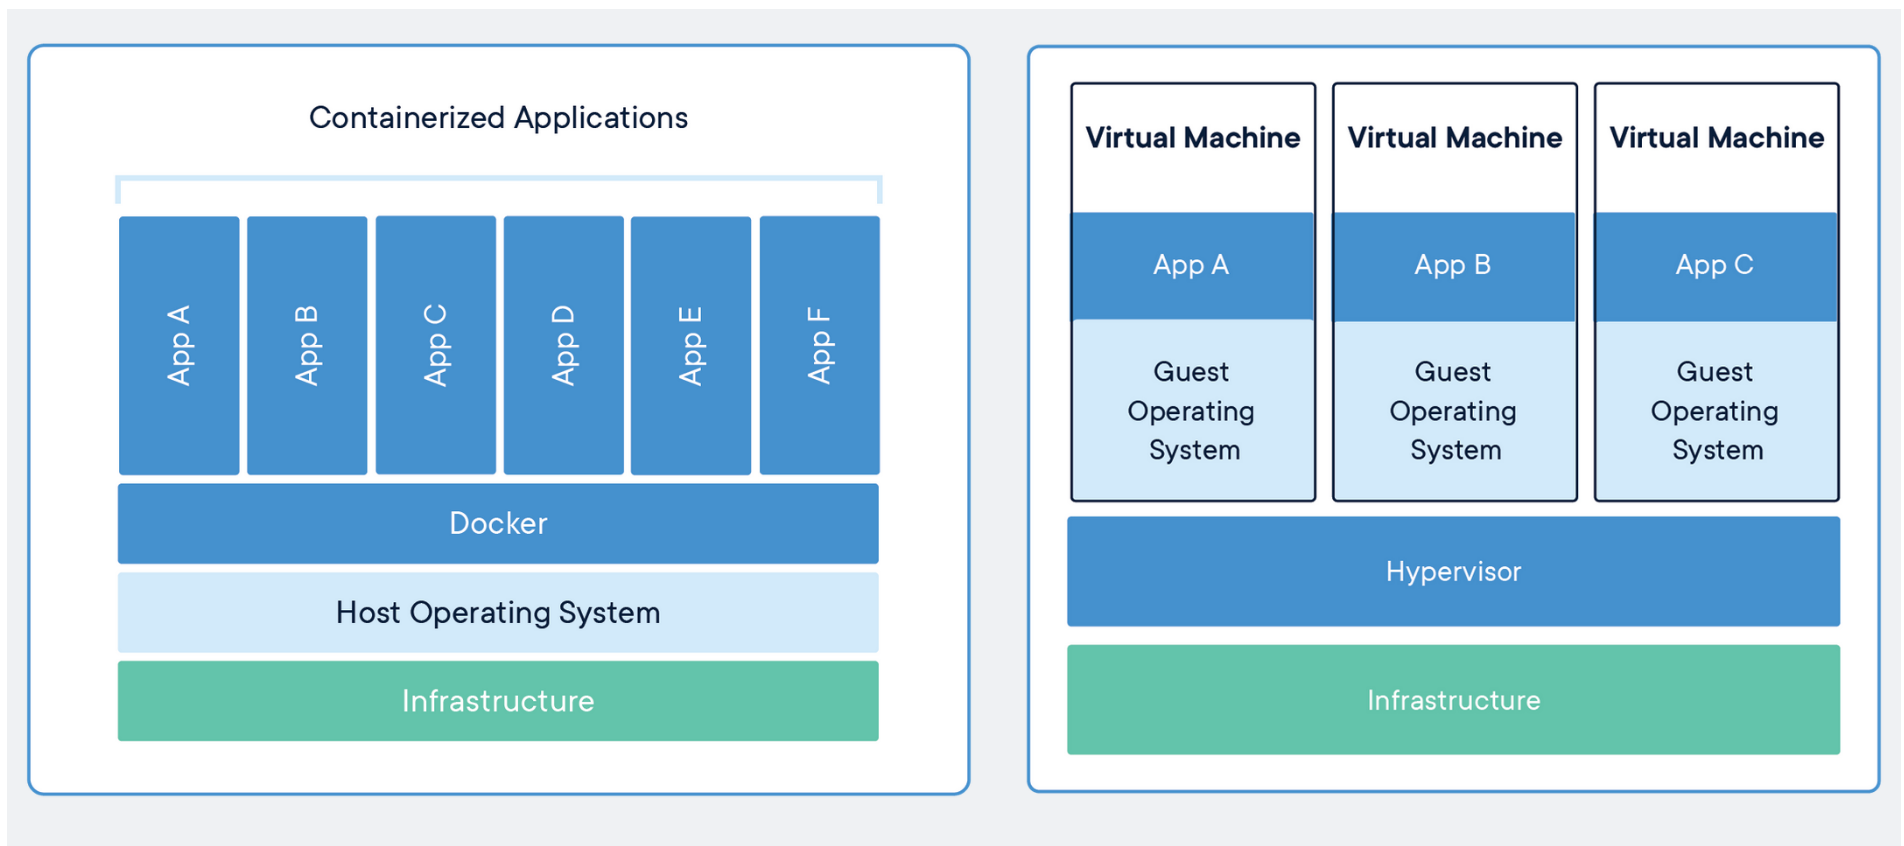 Containerized Applications
App A
App B
App C
App D
App E
App F
Docker
Host Operating System
Infrastructure
Virtual Machine
App A
Guest
Operating
System
Virtual Machine
App B
Guest
Operating
System
Virtual Machine
App C
Guest
Operating
System
Hypervisor
Infrastructure